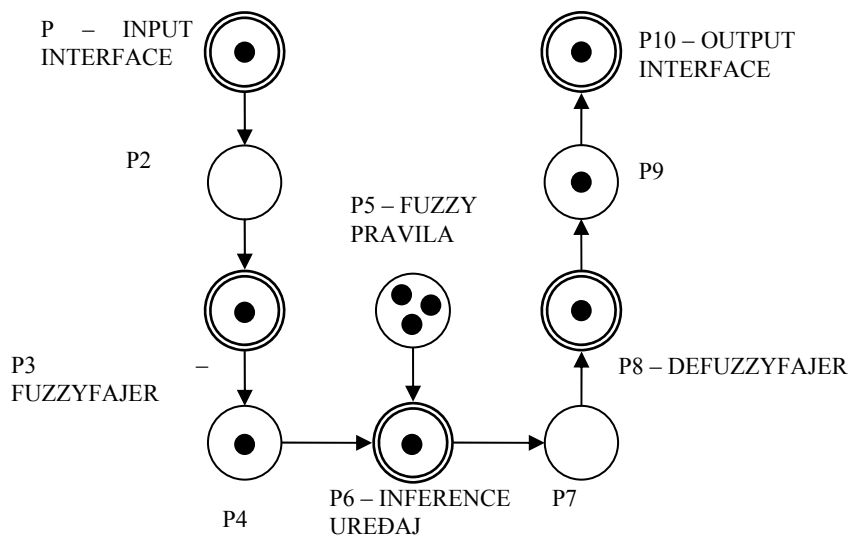 P – INPUT
INTERFACE
P2
P3 –
FUZZYFAJER
P4
P5 – FUZZY
PRAVILA
P6 – INFERENCE
UREĐAJ
P7
P8 – DEFUZZYFAJER
P9
P10 – OUTPUT
INTERFACE